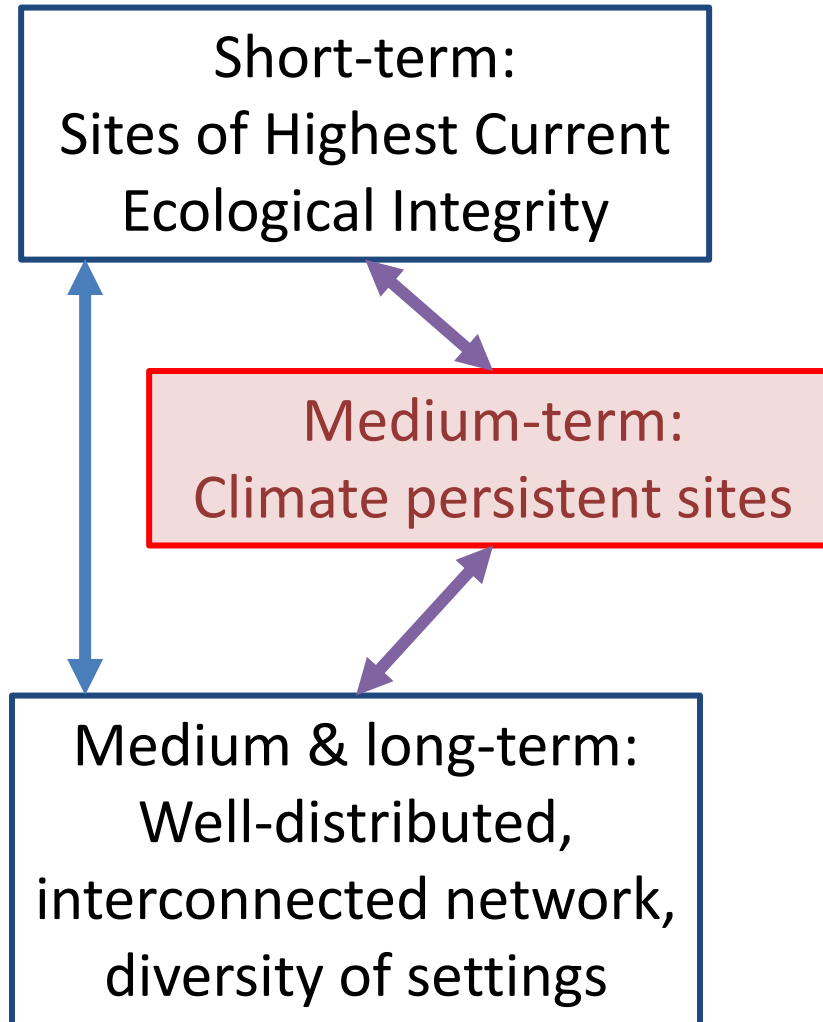 Short-term:
Sites of Highest Current
Ecological Integrity
Medium-term:
Climate persistent sites
Medium & long-term:
Well-distributed,
interconnected network,
diversity of settings